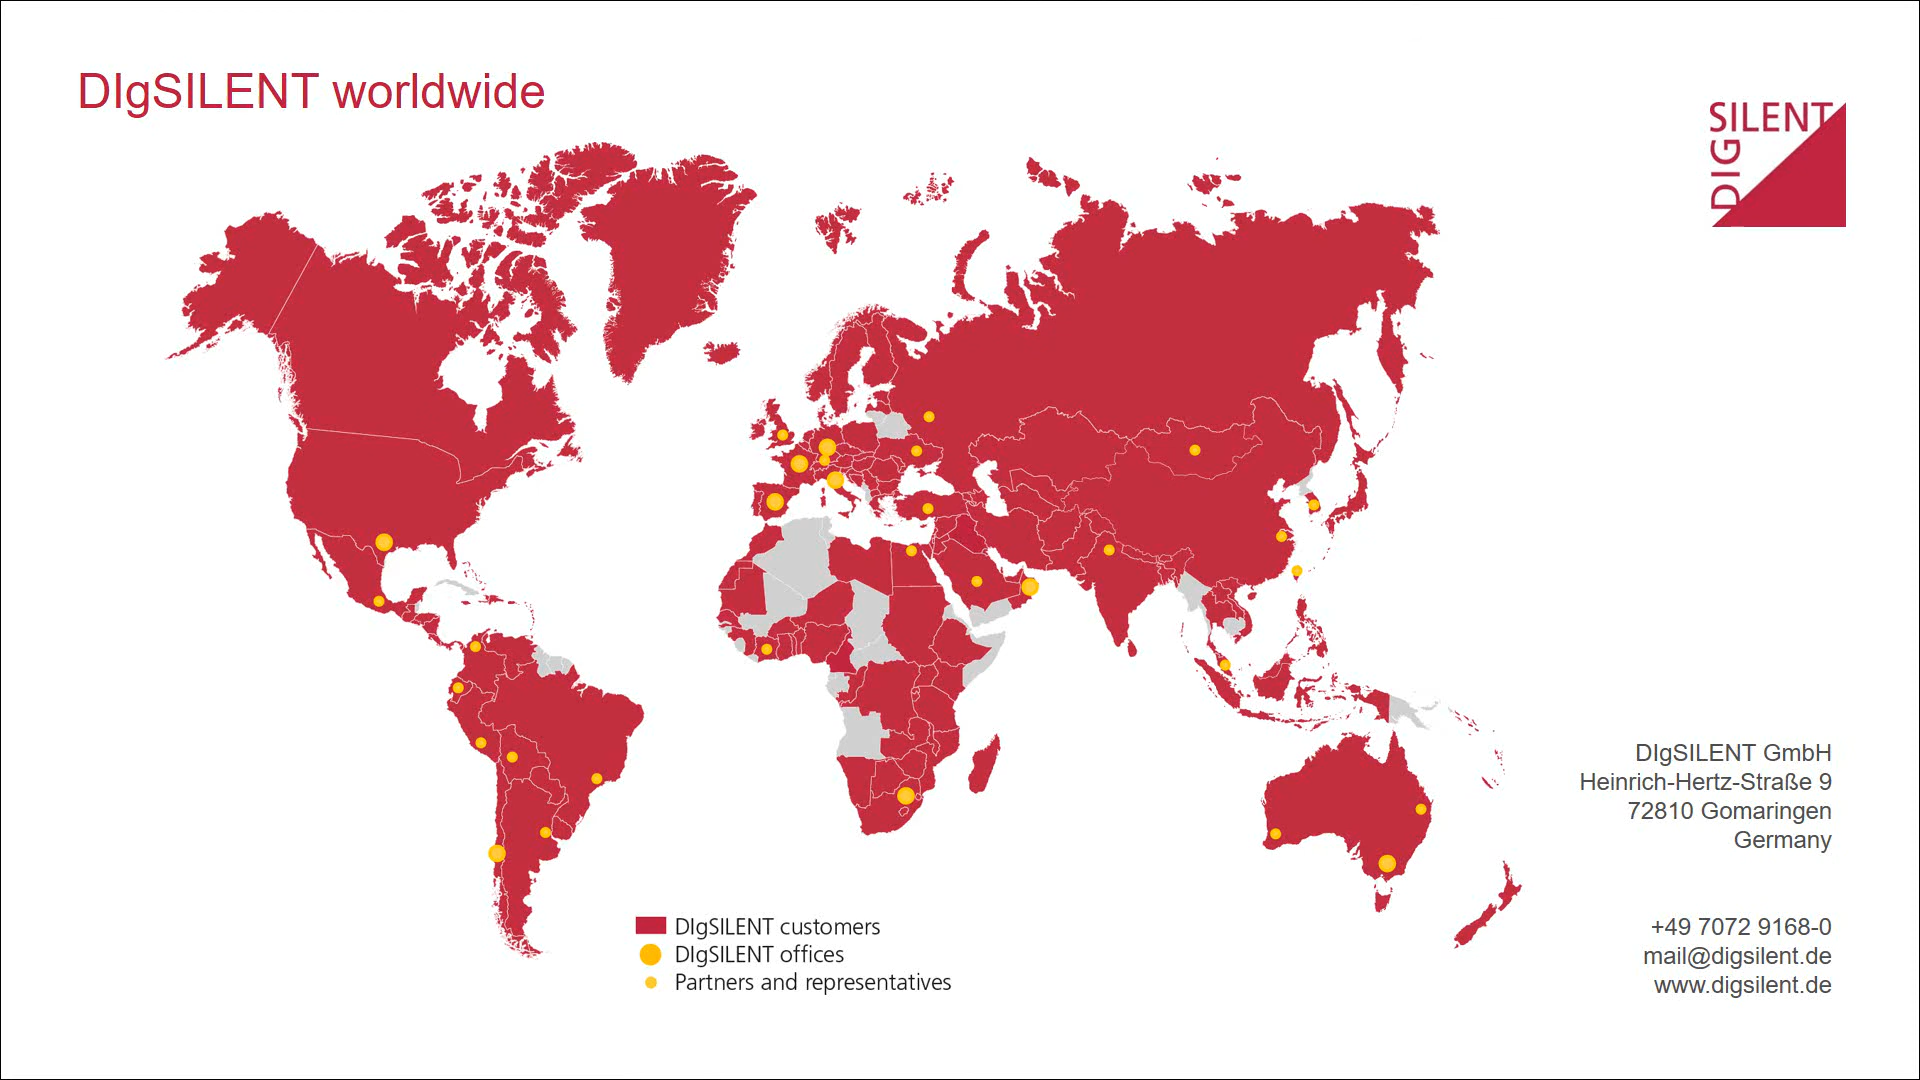 DIgSILENT worldwide
SILENT
DIG
DIgSILENT customers
DIgSILENT offices
Partners and representatives
DIgSILENT GmbH
Heinrich-Hertz-Straße 9
72810 Gomaringen
Germany
+49 7072 9168-0
mail@digsilent.de
www.digsilent.de